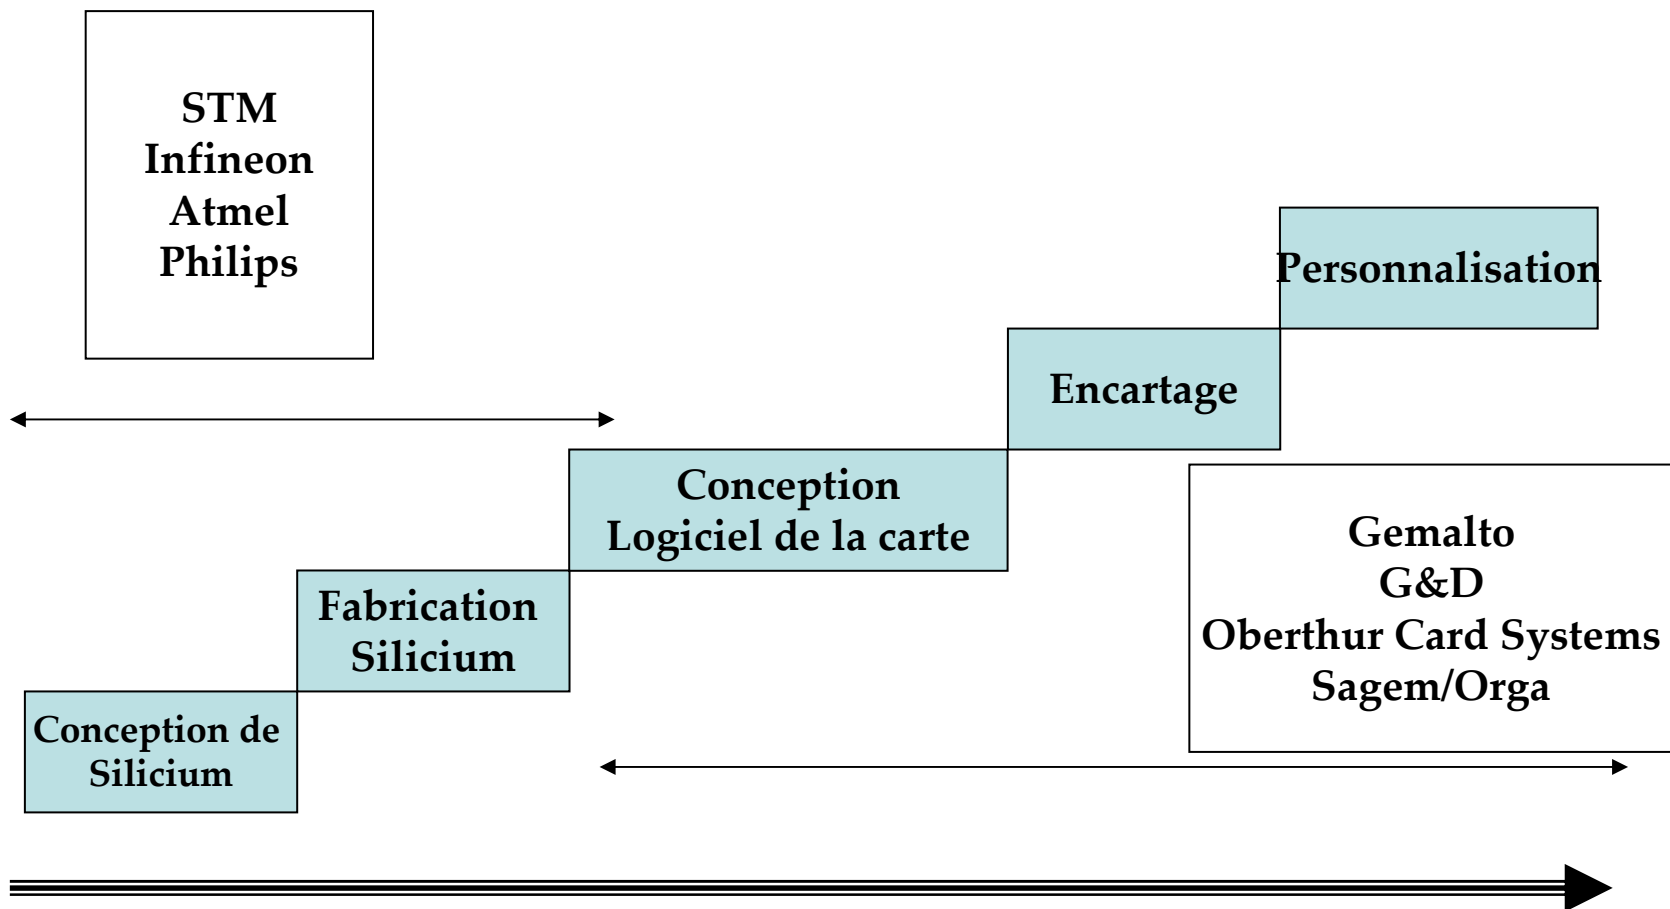 STM
Infineon
Atmel
Philips
Personnalisation
Encartage
Conception
Logiciel de la carte
Gemalto
G&D
Oberthur Card Systems
Sagem/Orga
Fabrication
Silicium
Conception de
Silicium